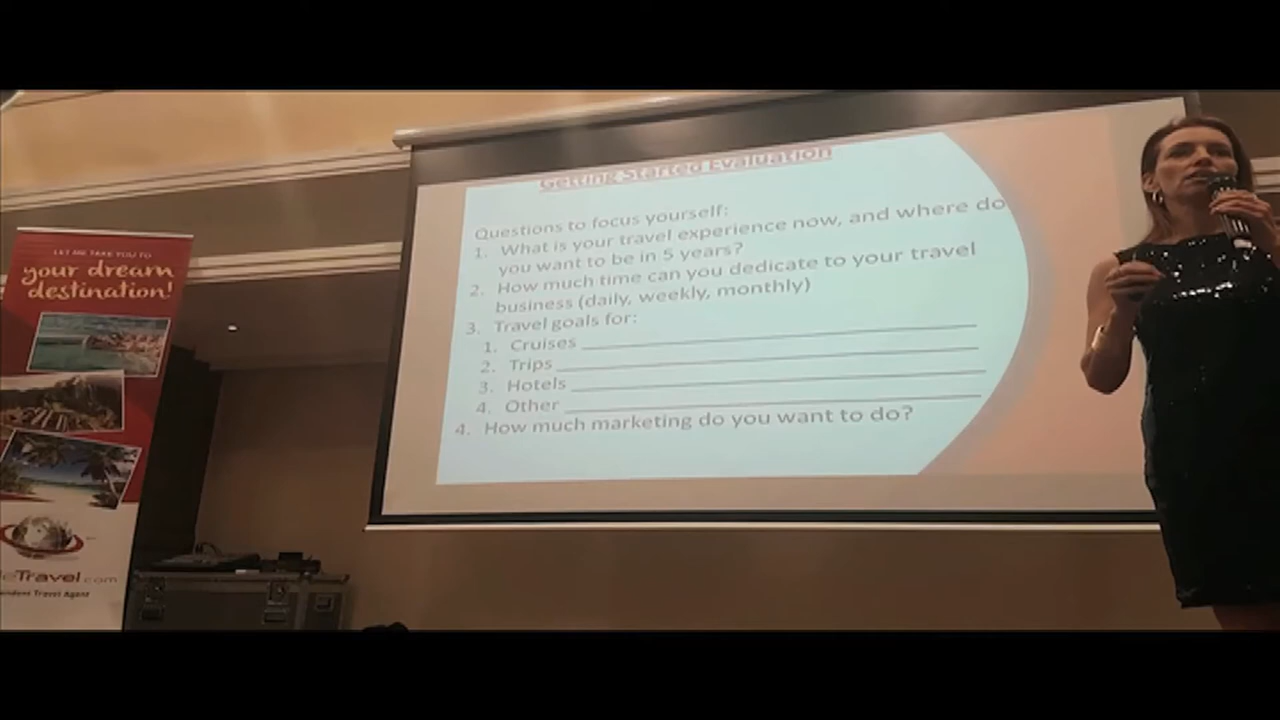 LET ME TAKE YOU TO
your dream
destination!
eTravel.com
Travel Agent
Getting Started Evaluation
Questions to focus yourself:
1. What is your travel experience now, and where do
you want to be in 5 years?
2. How much time can you dedicate to your travel
business (daily, weekly, monthly)
3. Travel goals for:
1. Cruises
2. Trips
3. Hotels
4. Other
4. How much marketing do you want to do?